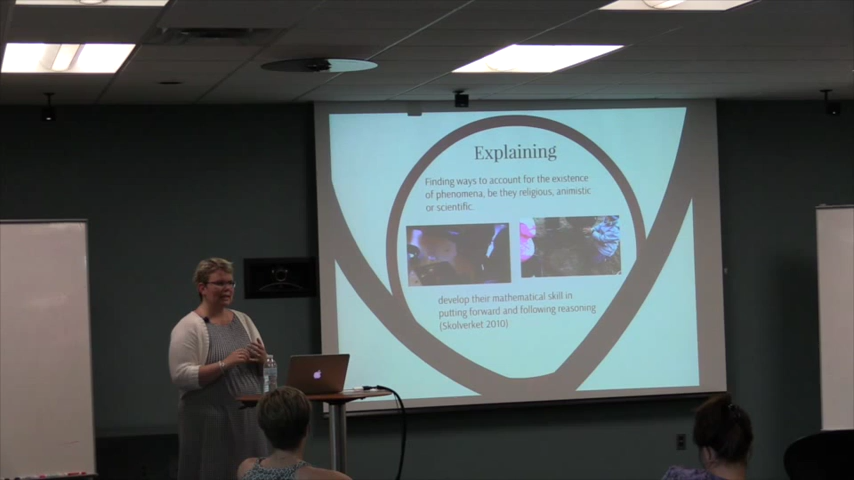 Explaining
Finding ways to account for the existence
of phenomena, be they religious, animistic
or scientific.
develop their mathematical skill in
putting forward and following reasoning
(Skolverket 2010)